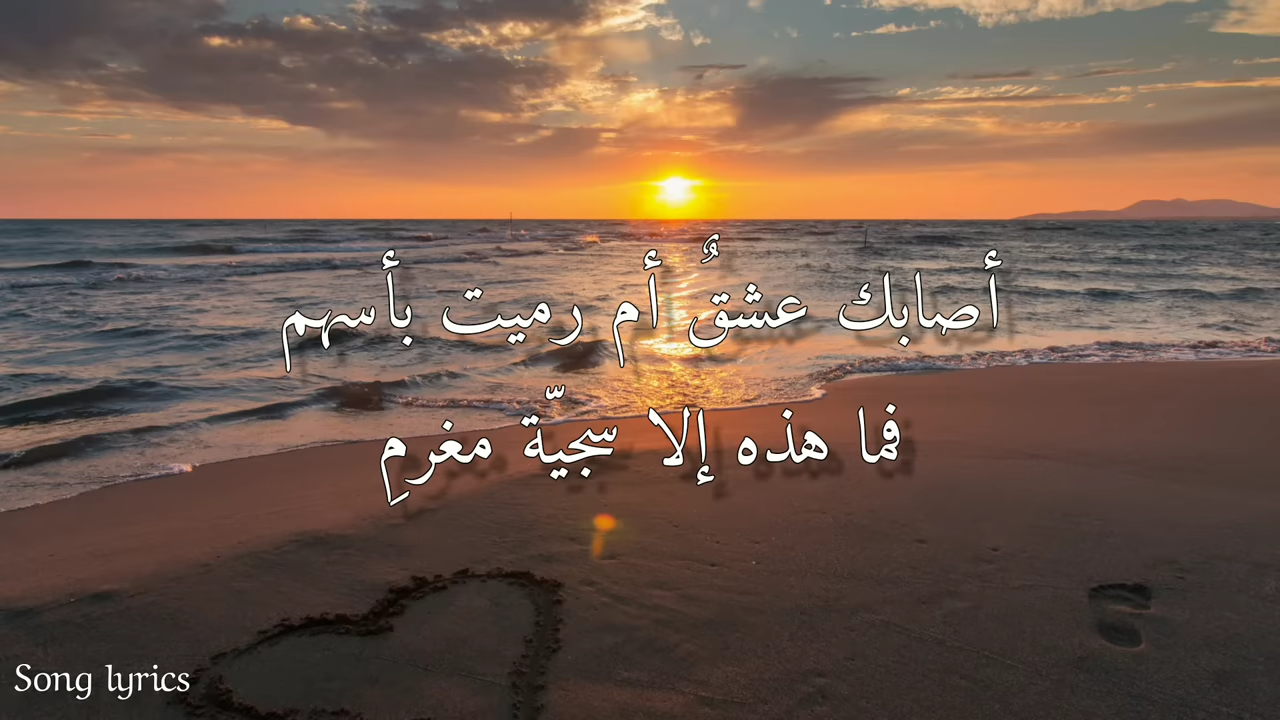 أصابك عشقٌ أم رميت بأسهم
فما هذه إلا سجيّة مغرمِ
Song lyrics